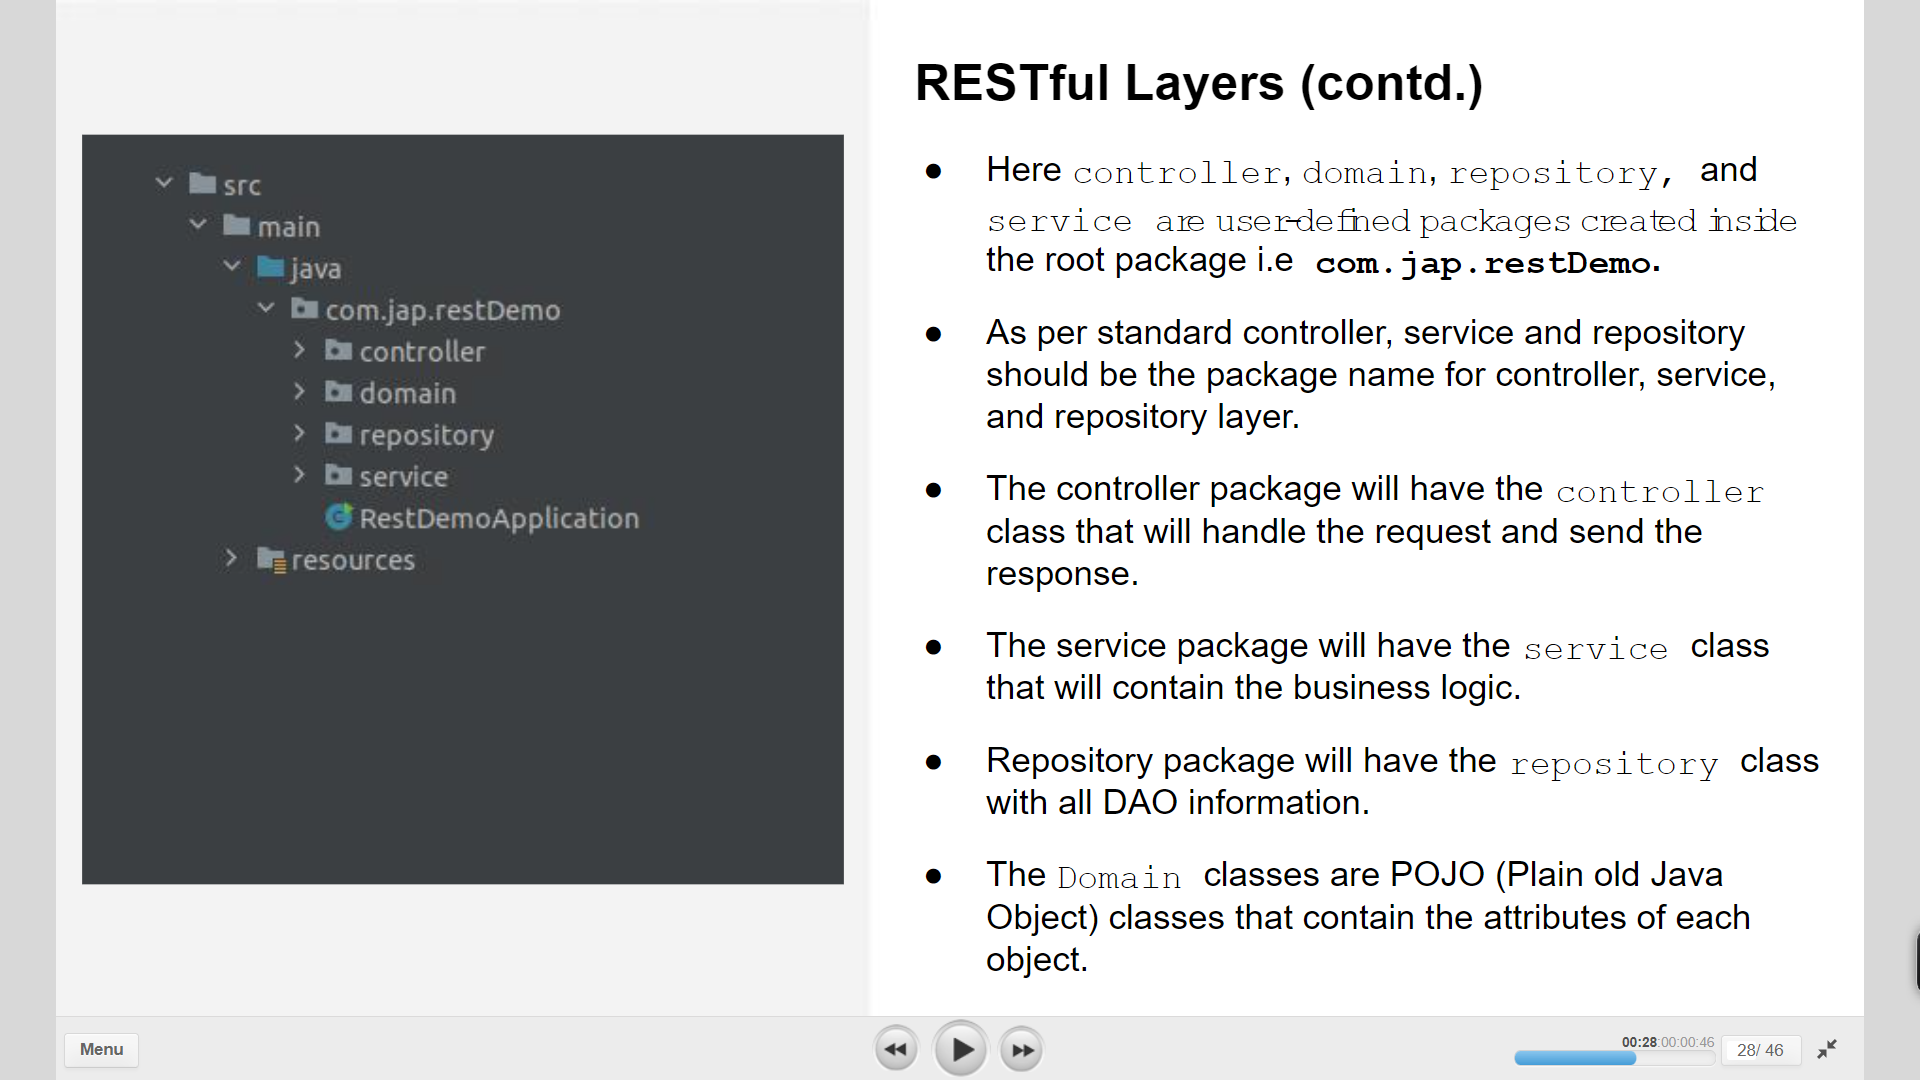 src
main
java
com.jap.restDemo
controller
domain
repository
service
RestDemoApplication
resources
RESTful Layers (contd.)
● Here controller, domain, repository, and
service are user-defined packages created inside
the root package i.e com.jap.restDemo.
● As per standard controller, service and repository
should be the package name for controller, service,
and repository layer.
● The controller package will have the controller
class that will handle the request and send the
response.
● The service package will have the service class
that will contain the business logic.
● Repository package will have the repository class
with all DAO information.
● The Domain classes are POJO (Plain old Java
Object) classes that contain the attributes of each
object.
Menu
00:28:00:00:46
28/ 46